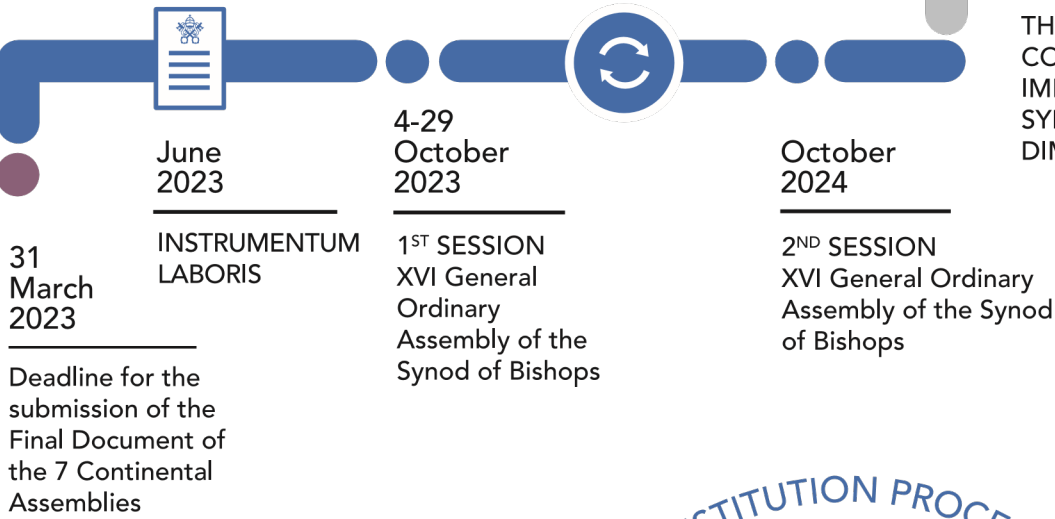 31
March
2023
Deadline for the
submission of the
Final Document of
the 7 Continental
Assemblies
June
2023
INSTRUMENTUM
LABORIS
4-29
October
2023
1ST SESSION
XVI General
Ordinary
Assembly of the
Synod of Bishops
October
2024
2ND SESSION
XVI General Ordinary
Assembly of the Synod
of Bishops